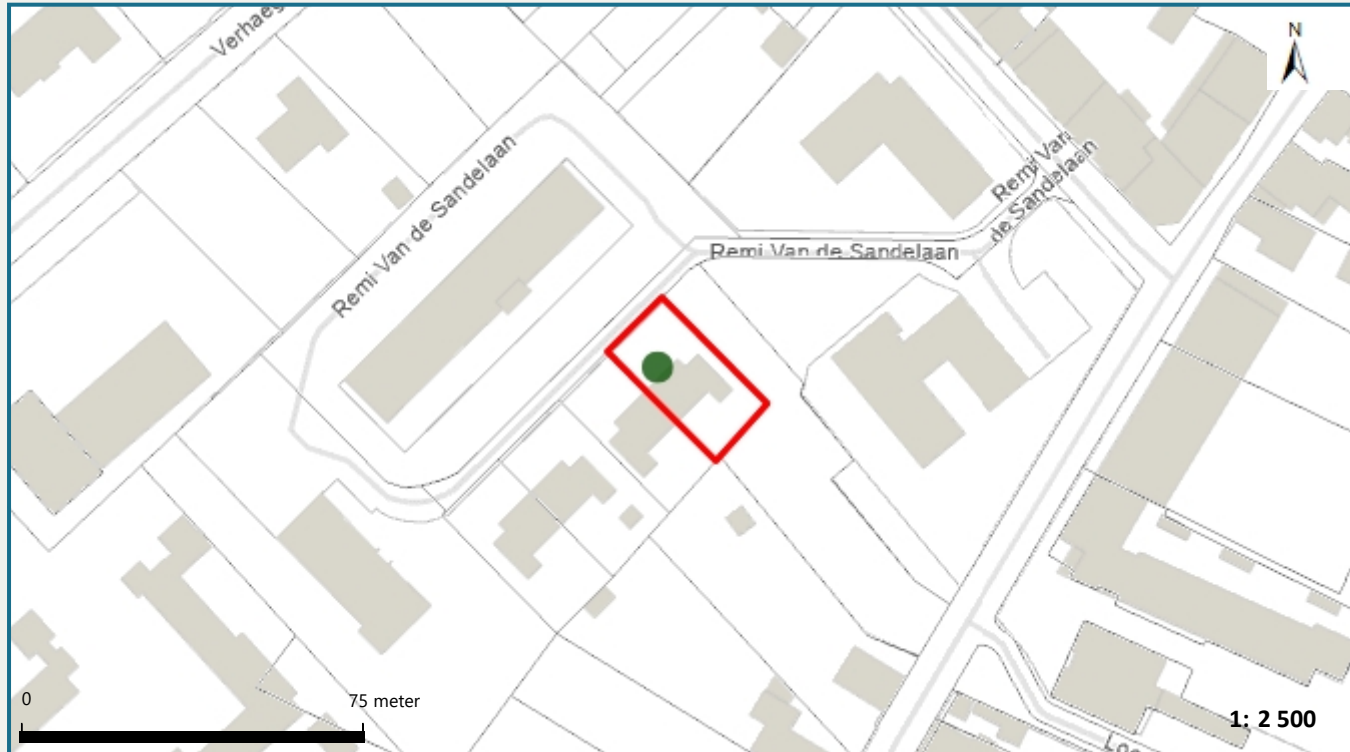 Verhaeg
N
Remi Van de Sandelaan
Remi Van
de Sandelaan
Remi Van de Sandelaan
0
75 meter
1: 2 500